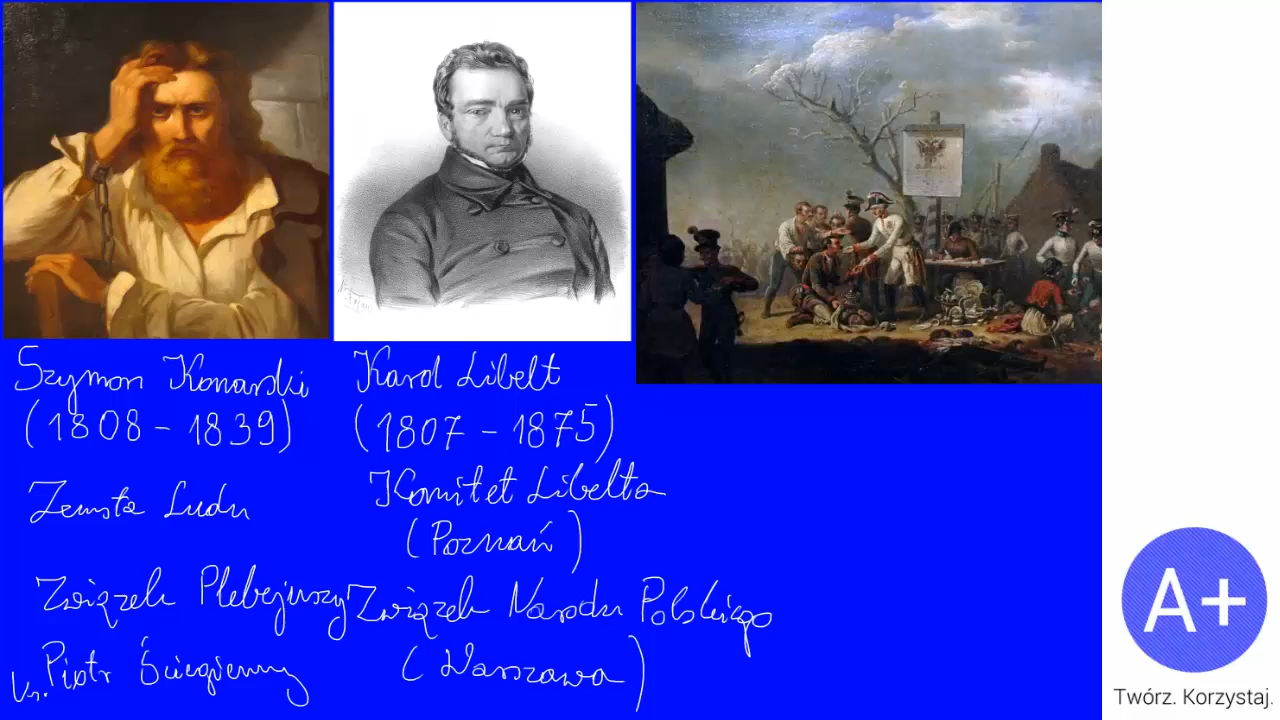 Szymon Konarski
(1808 - 1839)
Zemsta Ludu
Związek Plebejuszy
ks. Piotr Ściegienny
Karol Libelt
(1807 - 1875)
Komitet Libelta
(Poznań)
Związek Narodu Polskiego
(Warszawa)
A+
Twórz. Korzystaj.